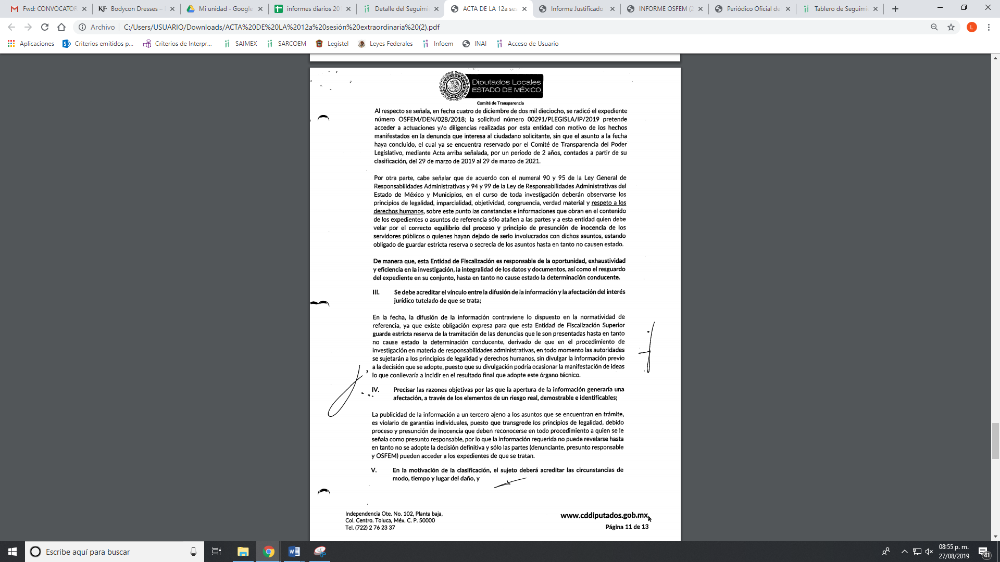 Fwd: CONVOCATOR
Bodycon Dresses –
Mi unidad - Google
informes diarios 201
Detalle del Seguimie
ACTA DE LA 12a ses
Informe Justificado
INFORME OSFEM (2
Periódico Oficial de
Tablero de Seguimie
Archivo
C:/Users/USUARIO/Downloads/ACTA%20DE%20LA%2012a%20sesión%20extraordinaria%20(2).pdf
L
Aplicaciones
Criterios emitidos p...
Criterios de Interpr...
SAIMEX
SARCOEM
Legistel
Leyes Federales
Infoem
INAI
Acceso de Usuario
Diputados Locales
ESTADO DE MÉXICO
Comité de Transparencia
Al respecto se señala, en fecha cuatro de diciembre de dos mil dieciocho, se radicó el expediente
número OSFEM/DEN/028/2018; la solicitud número 00291/PLEGISLA/IP/2019 pretende
acceder a actuaciones y/o diligencias realizadas por esta entidad con motivo de los hechos
manifestados en la denuncia que interesa al ciudadano solicitante, sin que el asunto a la fecha
haya concluido, el cual ya se encuentra reservado por el Comité de Transparencia del Poder
Legislativo, mediante Acta arriba señalada, por un periodo de 2 años, contados a partir de su
clasificación, del 29 de marzo de 2019 al 29 de marzo de 2021.
Por otra parte, cabe señalar que de acuerdo con el numeral 90 y 95 de la Ley General de
Responsabilidades Administrativas y 94 y 99 de la Ley de Responsabilidades Administrativas del
Estado de México y Municipios, en el curso de toda investigación deberán observarse los
principios de legalidad, imparcialidad, objetividad, congruencia, verdad material y respeto a los
derechos humanos, sobre este punto las constancias e informaciones que obran en el contenido
de los expedientes o asuntos de referencia sólo atañen a las partes y a esta entidad quien debe
velar por el correcto equilibrio del proceso y principio de presunción de inocencia de los
servidores públicos o quienes hayan dejado de serlo involucrados con dichos asuntos, estando
obligado de guardar estricta reserva o secrecía de los asuntos hasta en tanto no causen estado.
De manera que, esta Entidad de Fiscalización es responsable de la oportunidad, exhaustividad
y eficiencia en la investigación, la integralidad de los datos y documentos, así como el resguardo
del expediente en su conjunto, hasta en tanto no cause estado la determinación conducente.
III. Se debe acreditar el vínculo entre la difusión de la información y la afectación del interés
jurídico tutelado de que se trata;
En la fecha, la difusión de la información contraviene lo dispuesto en la normatividad de
referencia, ya que existe obligación expresa para que esta Entidad de Fiscalización Superior
guarde estricta reserva de la tramitación de las denuncias que le son presentadas hasta en tanto
no cause estado la determinación conducente, derivado de que en el procedimiento de
investigación en materia de responsabilidades administrativas, en todo momento las autoridades
se sujetarán a los principios de legalidad y derechos humanos, sin divulgar la información previo
a la decisión que se adopte, puesto que su divulgación podría ocasionar la manifestación de ideas
lo que conllevaría a incidir en el resultado final que adopte este órgano técnico.
IV. Precisar las razones objetivas por las que la apertura de la información generaría una
afectación, a través de los elementos de un riesgo real, demostrable e identificables;
La publicidad de la información a un tercero ajeno a los asuntos que se encuentran en trámite,
es violario de garantías individuales, puesto que transgrede los principios de legalidad, debido
proceso y presunción de inocencia que deben reconocerse en todo procedimiento a quien se le
señala como presunto responsable, por lo que la información requerida no puede revelarse hasta
en tanto no se adopte la decisión definitiva y sólo las partes (denunciante, presunto responsable
y OSFEM) pueden acceder a los expedientes de que se tratan.
V. En la motivación de la clasificación, el sujeto deberá acreditar las circunstancias de
modo, tiempo y lugar del daño, y
Independencia Ote. No. 102, Planta baja,
Col. Centro. Toluca, Méx. C. P. 50000
Tel. (722) 2 76 23 37
www.cddiputados.gob.mx
Página 11 de 13
Escribe aquí para buscar
08:55 p. m.
27/08/2019
41